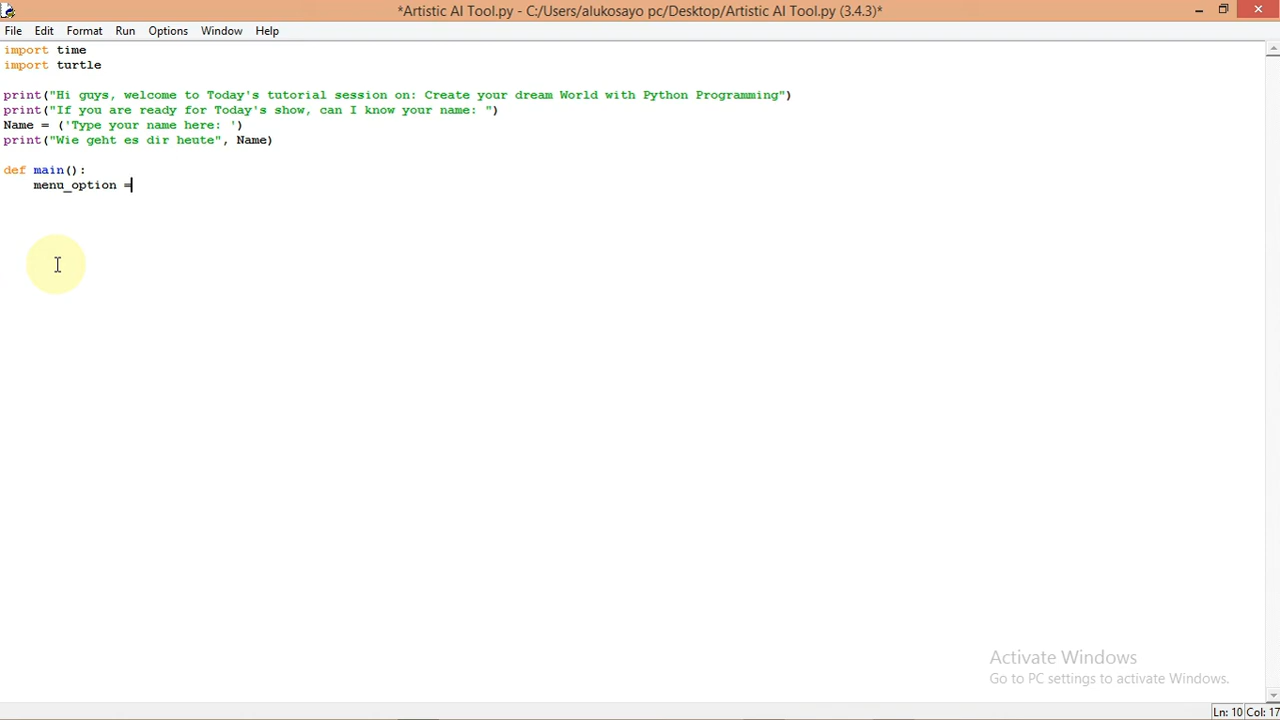 *Artistic AI Tool.py - C:/Users/alukosayo pc/Desktop/Artistic AI Tool.py (3.4.3)*
File Edit Format Run Options Window Help
import time
import turtle
print("Hi guys, welcome to Today's tutorial session on: Create your dream World with Python Programming")
print("If you are ready for Today's show, can I know your name: ")
Name = ('Type your name here: ')
print("Wie geht es dir heute", Name)
def main():
    menu_option =
Activate Windows
Go to PC settings to activate Windows.
Ln: 10 Col: 17